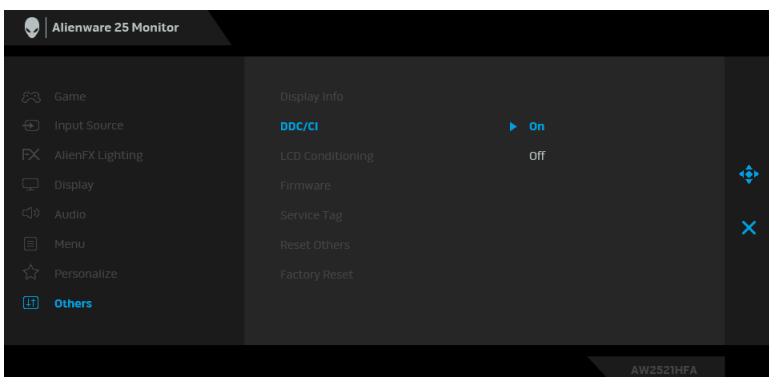 Alienware 25 Monitor
Game
Input Source
AlienFX Lighting
Display
Audio
Menu
Personalize
Others
Display Info
DDC/CI On
LCD Conditioning Off
Firmware
Service Tag
Reset Others
Factory Reset
AW2521HFA